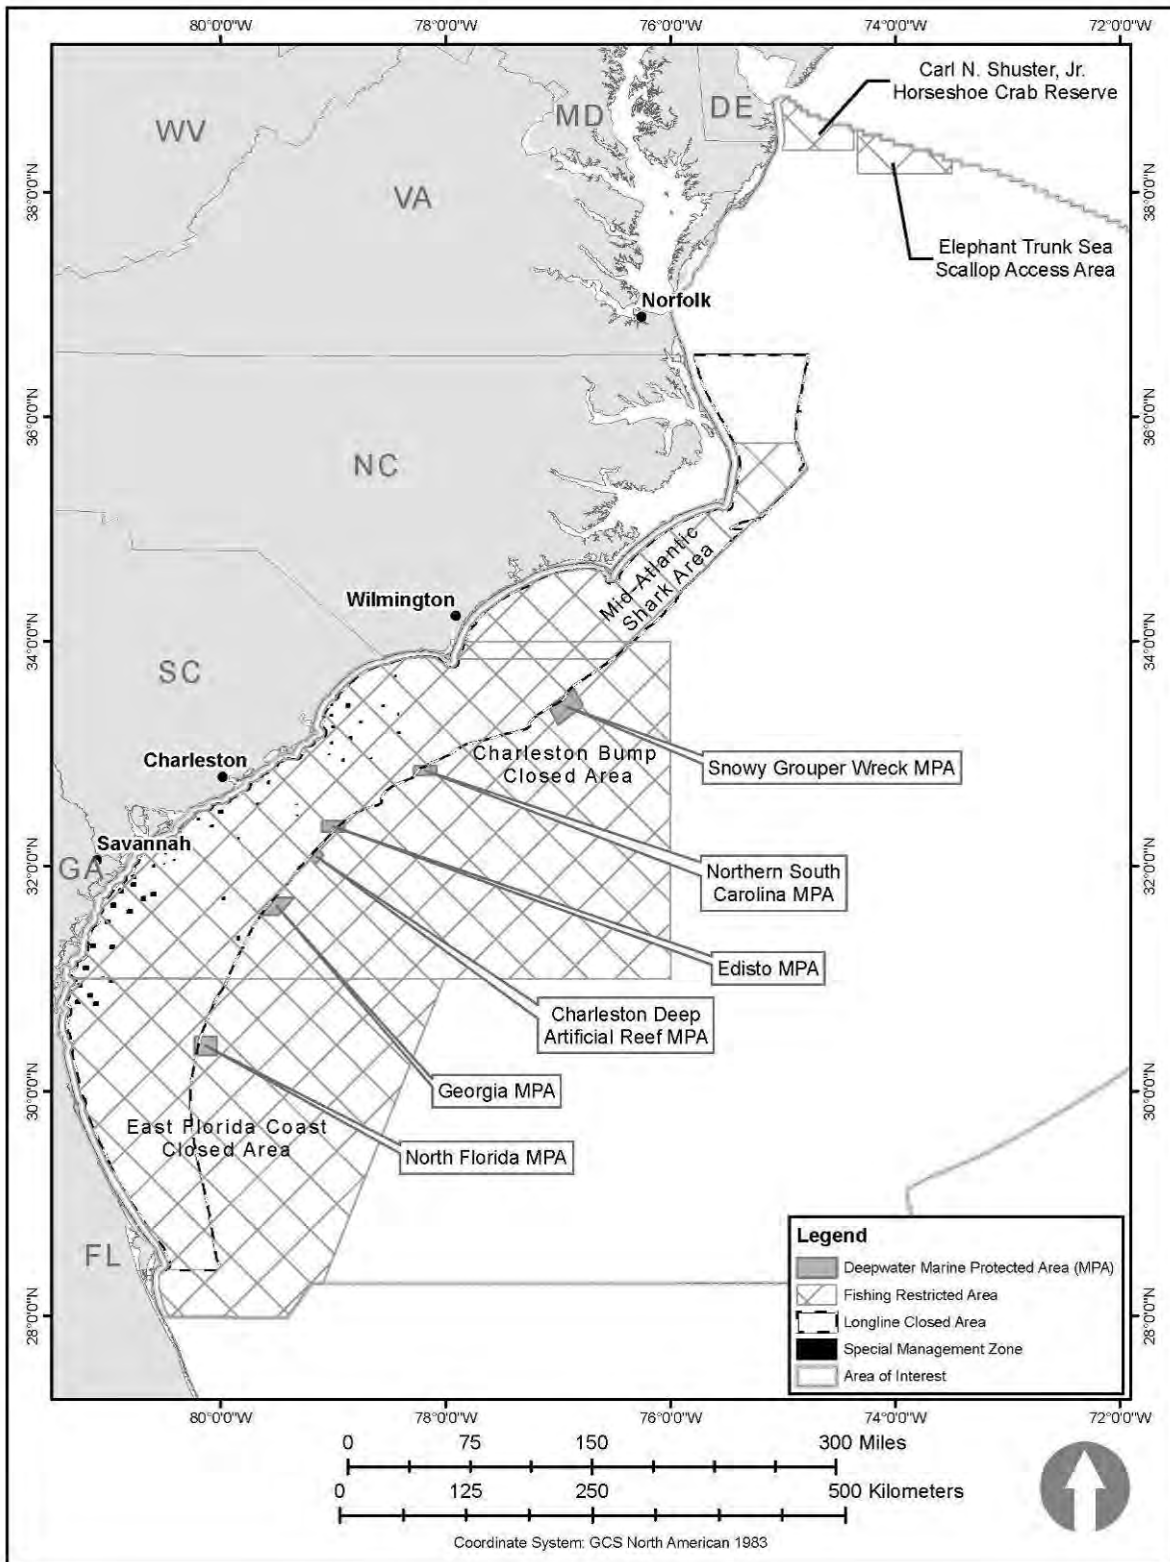 80°0'0"W
78°0'0"W
76°0'0"W
74°0'0"W
72°0'0"W
Carl N. Shuster, Jr.
Horseshoe Crab Reserve
WV
MD
DE
38°0'0"N
38°0'0"N
VA
Elephant Trunk Sea
Scallop Access Area
Norfolk
36°0'0"N
36°0'0"N
NC
Mid-Atlantic
Shark Area
Wilmington
34°0'0"N
34°0'0"N
SC
Charleston
Charleston Bump
Closed Area
Snowy Grouper Wreck MPA
Savannah
GA
32°0'0"N
32°0'0"N
Northern South
Carolina MPA
Edisto MPA
Charleston Deep
Artificial Reef MPA
Georgia MPA
30°0'0"N
30°0'0"N
East Florida Coast
Closed Area
North Florida MPA
FL
28°0'0"N
28°0'0"N
Legend
Deepwater Marine Protected Area (MPA)
Fishing Restricted Area
Longline Closed Area
Special Management Zone
Area of Interest
80°0'0"W
78°0'0"W
76°0'0"W
74°0'0"W
72°0'0"W
0 75 150 300 Miles
0 125 250 500 Kilometers
Coordinate System: GCS North American 1983